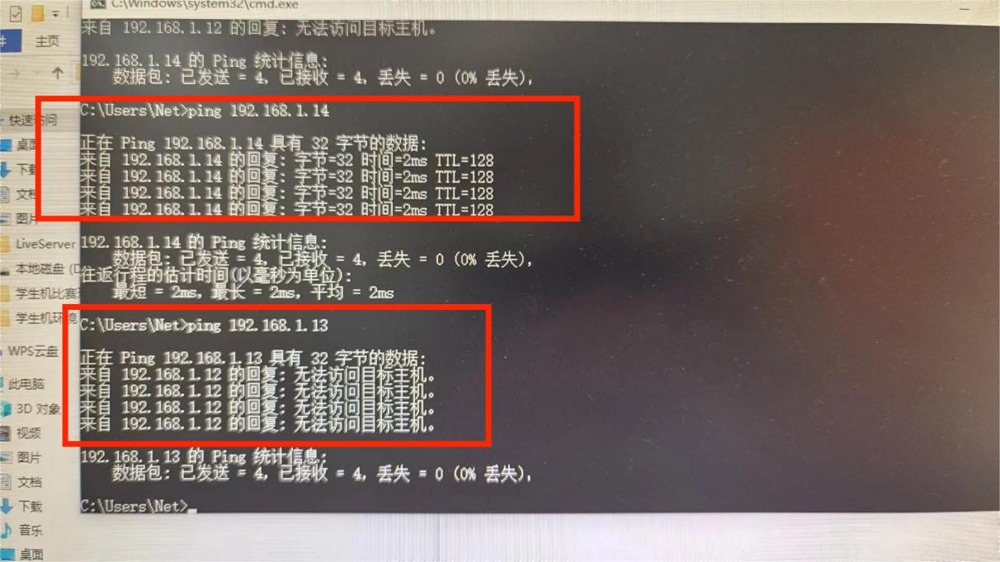 C:\Windows\system32\cmd.exe
主页
来自 192.168.1.12 的回复: 无法访问目标主机。
192.168.1.14 的 Ping 统计信息:
数据包: 已发送 = 4，已接收 = 4，丢失 = 0 (0% 丢失)，
C:\Users\Net>ping 192.168.1.14
正在 Ping 192.168.1.14 具有 32 字节的数据:
来自 192.168.1.14 的回复: 字节=32 时间=2ms TTL=128
来自 192.168.1.14 的回复: 字节=32 时间=2ms TTL=128
来自 192.168.1.14 的回复: 字节=32 时间=2ms TTL=128
来自 192.168.1.14 的回复: 字节=32 时间=2ms TTL=128
192.168.1.14 的 Ping 统计信息:
数据包: 已发送 = 4，已接收 = 4，丢失 = 0 (0% 丢失)，
往返行程的估计时间(以毫秒为单位):
最短 = 2ms，最长 = 2ms，平均 = 2ms
C:\Users\Net>ping 192.168.1.13
正在 Ping 192.168.1.13 具有 32 字节的数据:
来自 192.168.1.12 的回复: 无法访问目标主机。
来自 192.168.1.12 的回复: 无法访问目标主机。
来自 192.168.1.12 的回复: 无法访问目标主机。
来自 192.168.1.12 的回复: 无法访问目标主机。
192.168.1.13 的 Ping 统计信息:
数据包: 已发送 = 4，已接收 = 4，丢失 = 0 (0% 丢失)，
C:\Users\Net>
快速访问
桌面
下载
文档
图片
LiveServer
本地磁盘 (D
学生机比赛
学生机环境
WPS云盘
此电脑
3D 对象
视频
图片
文档
下载
音乐
桌面